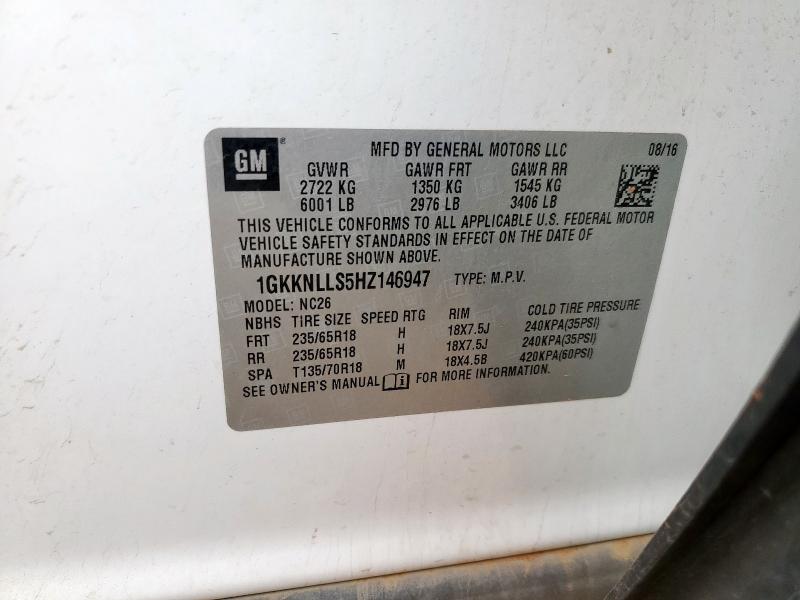 GM ® MFD BY GENERAL MOTORS LLC 08/16
GVWR GAWR FRT GAWR RR
2722 KG 1350 KG 1545 KG
6001 LB 2976 LB 3406 LB
THIS VEHICLE CONFORMS TO ALL APPLICABLE U.S. FEDERAL MOTOR
VEHICLE SAFETY STANDARDS IN EFFECT ON THE DATE OF
MANUFACTURE SHOWN ABOVE.
1GKKNLLS5HZ146947 TYPE: M.P.V.
MODEL: NC26
NBHS TIRE SIZE SPEED RTG RIM COLD TIRE PRESSURE
FRT 235/65R18 H 18X7.5J 240KPA(35PSI)
RR 235/65R18 H 18X7.5J 240KPA(35PSI)
SPA T135/70R18 M 18X4.5B 420KPA(60PSI)
SEE OWNER'S MANUAL FOR MORE INFORMATION.